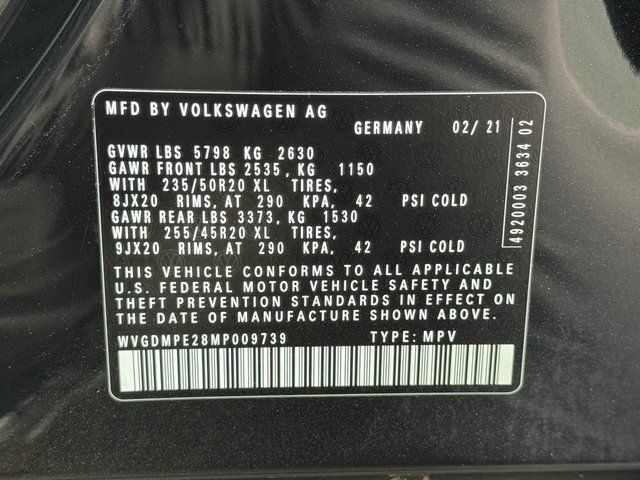 MFD BY VOLKSWAGEN AG
GERMANY 02/ 21
GVWR LBS 5798 KG 2630
GAWR FRONT LBS 2535, KG 1150
WITH 235/50R20 XL TIRES,
8JX20 RIMS, AT 290 KPA, 42 PSI COLD
GAWR REAR LBS 3373, KG 1530
WITH 255/45R20 XL TIRES,
9JX20 RIMS, AT 290 KPA, 42 PSI COLD
THIS VEHICLE CONFORMS TO ALL APPLICABLE
U.S. FEDERAL MOTOR VEHICLE SAFETY AND
THEFT PREVENTION STANDARDS IN EFFECT ON
THE DATE OF MANUFACTURE SHOWN ABOVE.
WVGDMPE28MP009739 TYPE: MPV
4920003 3634 02